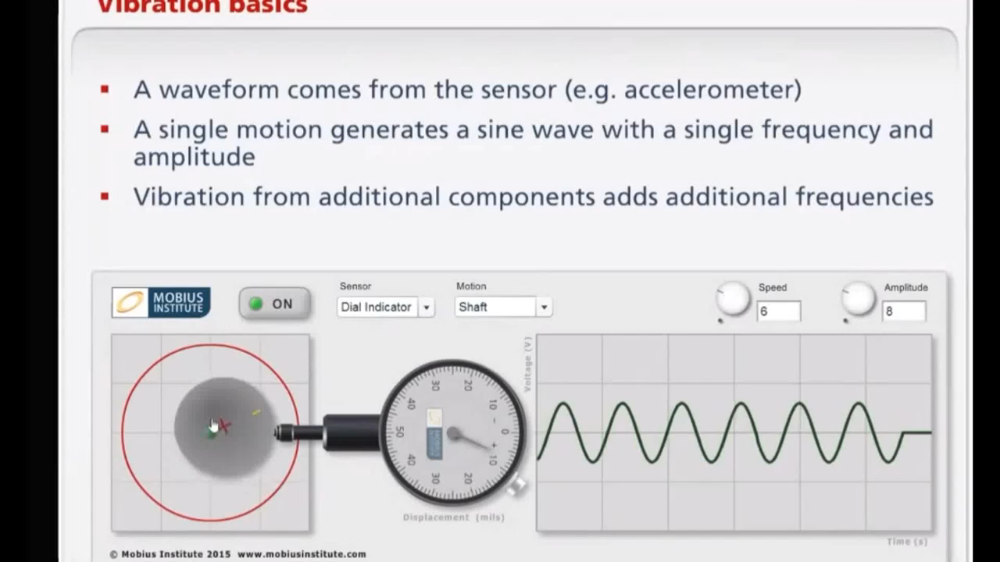 Vibration basics
A waveform comes from the sensor (e.g. accelerometer)
A single motion generates a sine wave with a single frequency and
amplitude
Vibration from additional components adds additional frequencies
MOBIUS
INSTITUTE
ON
Sensor
Dial Indicator
Motion
Shaft
Speed
6
Amplitude
8
30 20
40 10
-
50 0
+
40 10
30 20
Displacement (mils)
Voltage (V)
Time (s)
© Mobius Institute 2015 www.mobiusinstitute.com